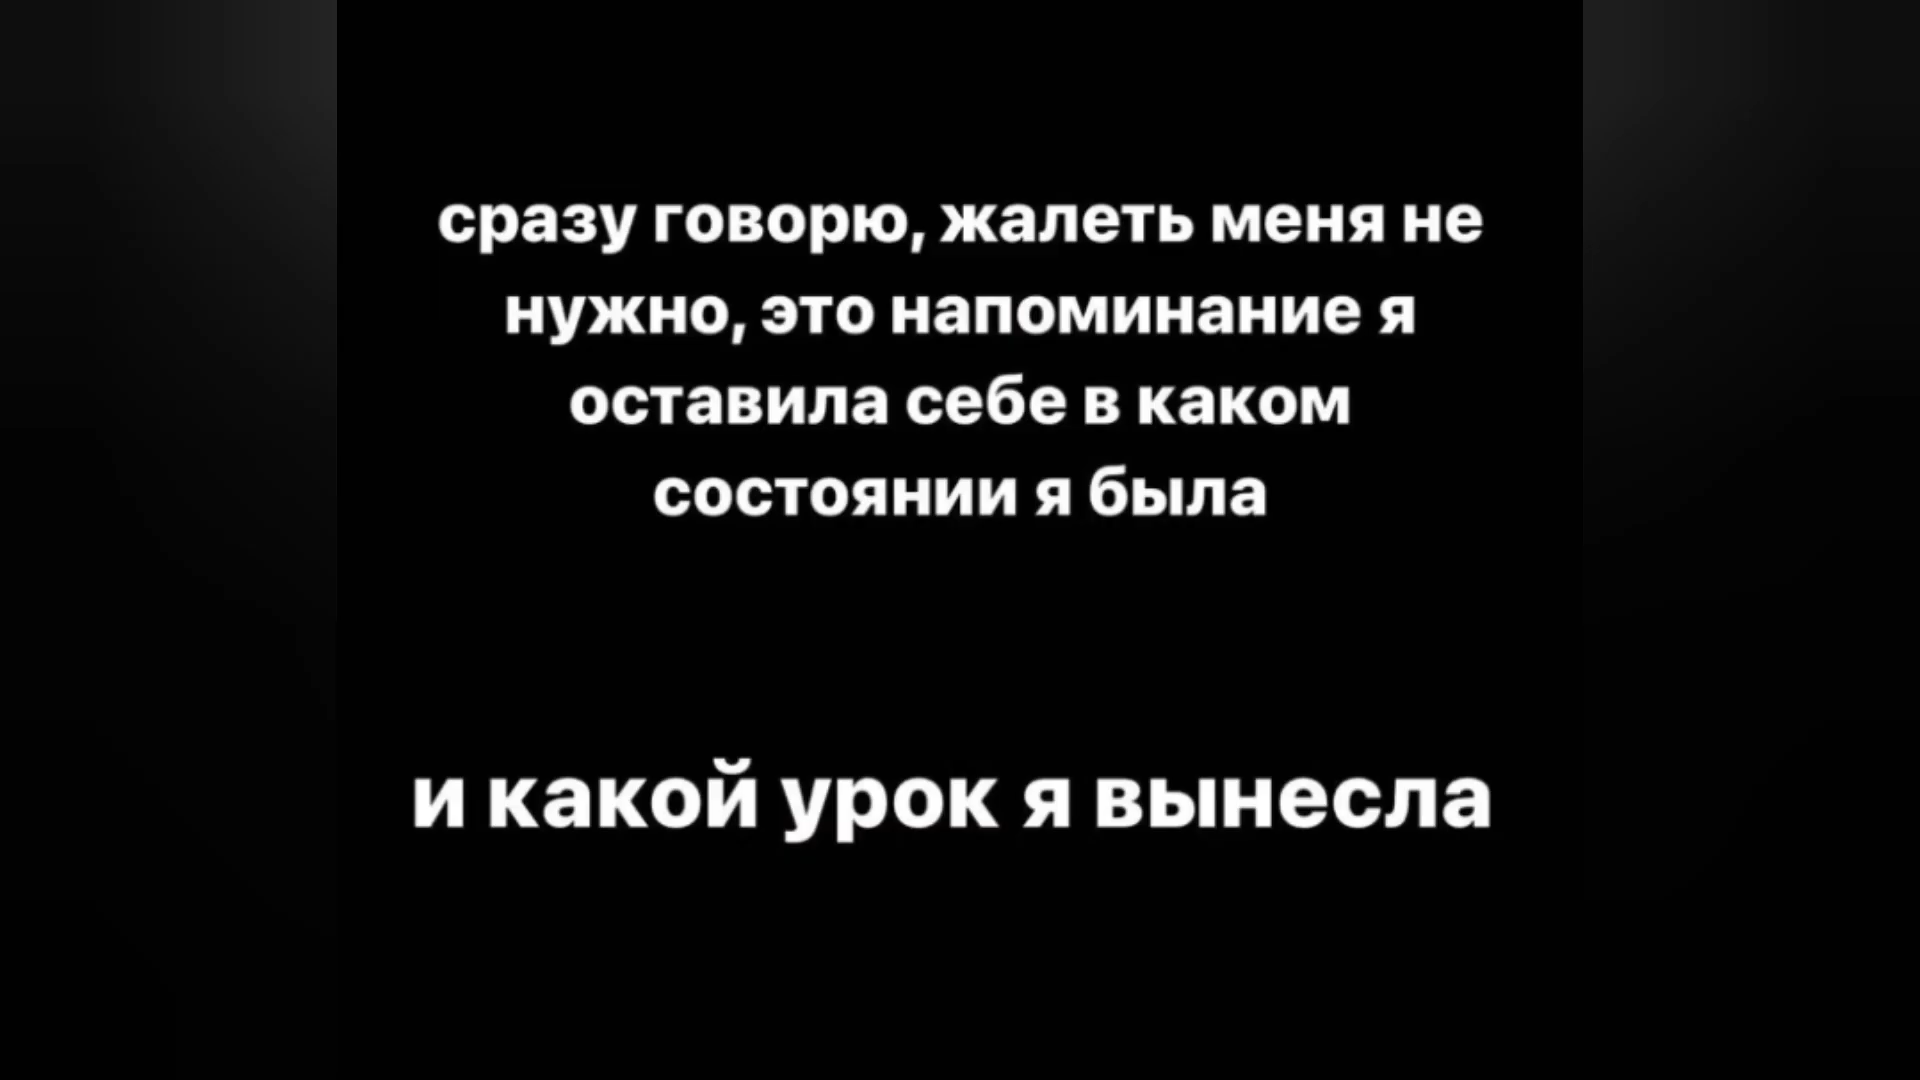 сразу говорю, жалеть меня не
нужно, это напоминание я
оставила себе в каком
состоянии я была
и какой урок я вынесла